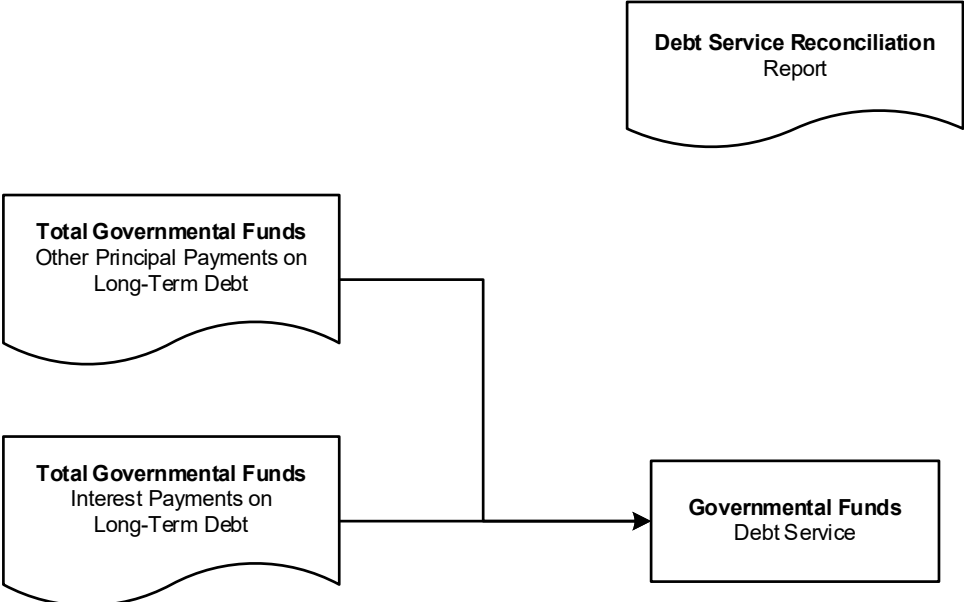 Debt Service Reconciliation
Report
Total Governmental Funds
Other Principal Payments on
Long-Term Debt
Total Governmental Funds
Interest Payments on
Long-Term Debt
Governmental Funds
Debt Service